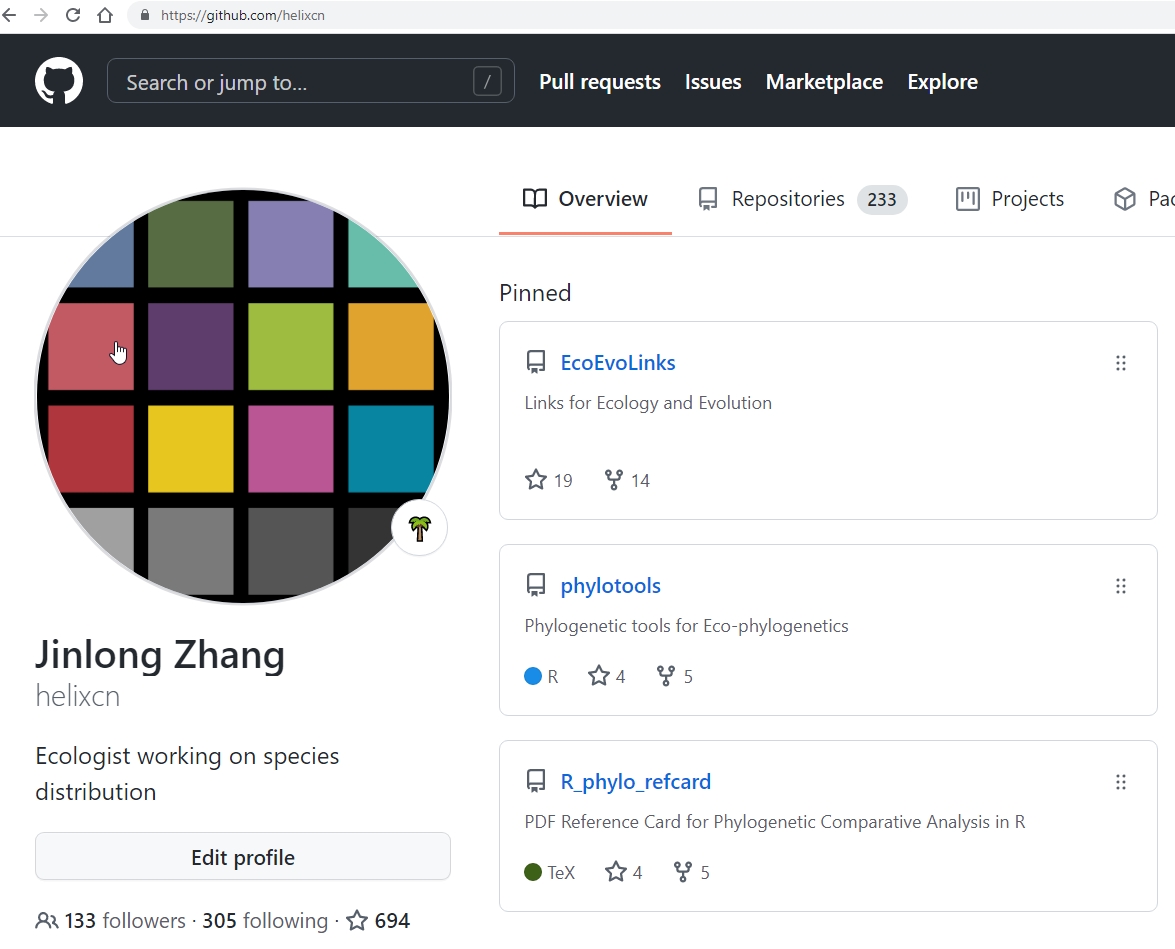 https://github.com/helixcn
Search or jump to... /
Pull requests Issues Marketplace Explore
Overview Repositories 233 Projects Pac
Pinned
EcoEvoLinks
Links for Ecology and Evolution
19 14
phylotools
Phylogenetic tools for Eco-phylogenetics
R 4 5
R_phylo_refcard
PDF Reference Card for Phylogenetic Comparative Analysis in R
TeX 4 5
Jinlong Zhang
helixcn
Ecologist working on species
distribution
Edit profile
133 followers · 305 following · 694